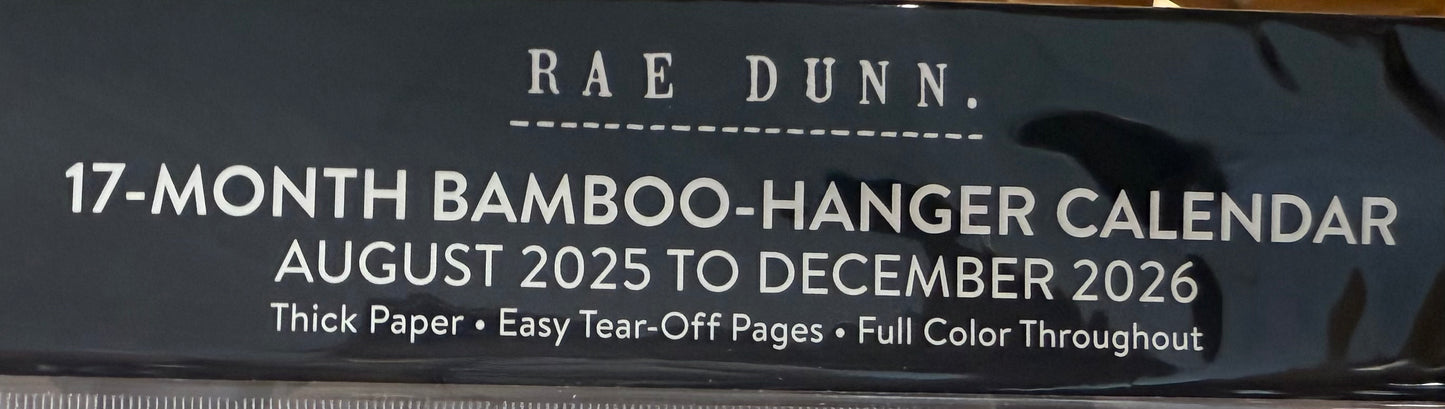 RAE DUNN.
17-MONTH BAMBOO-HANGER CALENDAR
AUGUST 2025 TO DECEMBER 2026
Thick Paper • Easy Tear-Off Pages • Full Color Throughout